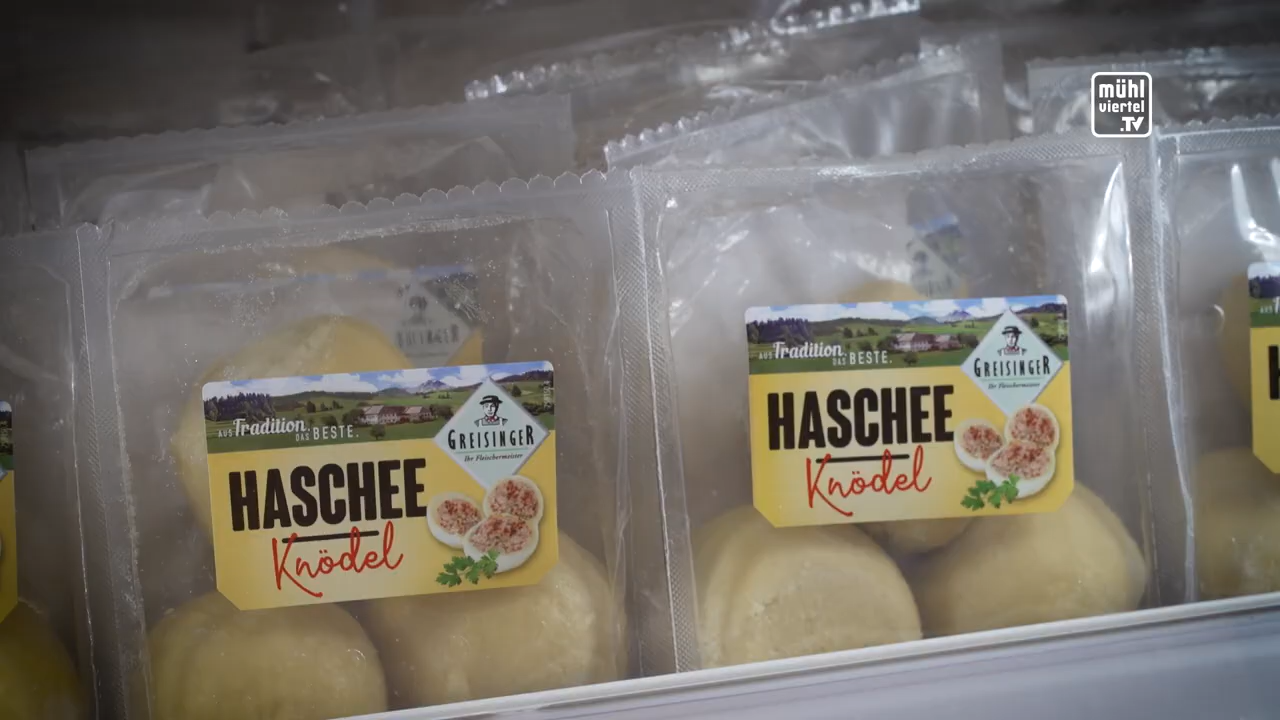 mühl
viertel
.TV
AUS Tradition
DAS BESTE.
GREISINGER
Ihr Fleischermeister
HASCHEE
Knödel
AUS Tradition
DAS BESTE.
GREISINGER
Ihr Fleischermeister
HASCHEE
Knödel